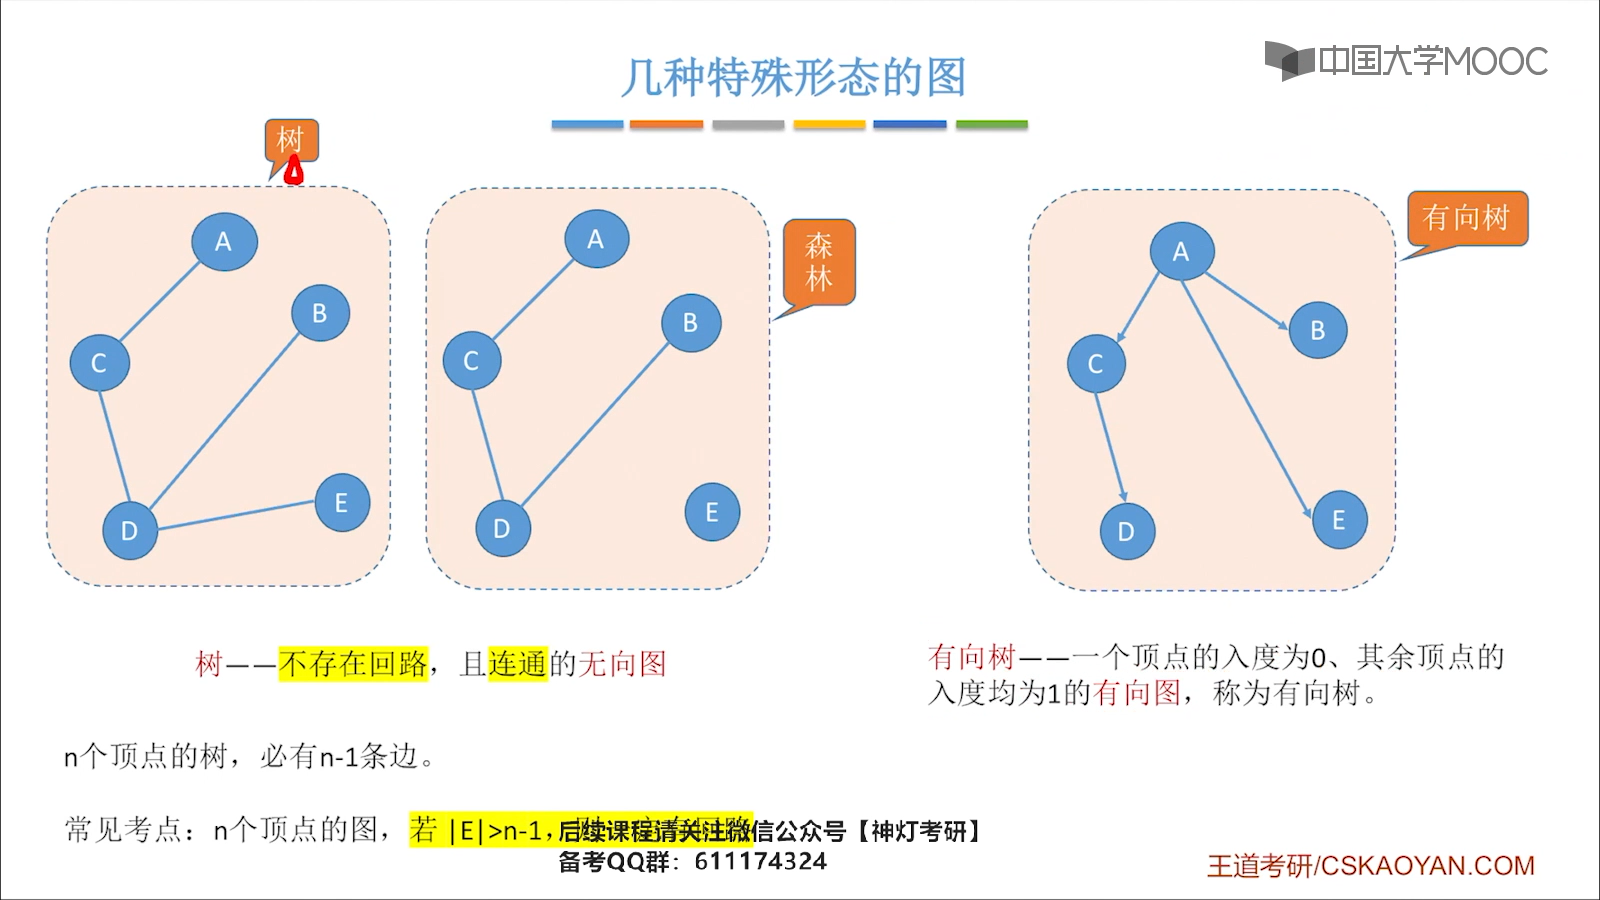 几种特殊形态的图
中国大学MOOC
树
A
B
C
D
E
A
B
C
D
E
森
林
有向树
A
B
C
D
E
树——不存在回路，且连通的无向图
有向树——一个顶点的入度为0、其余顶点的
入度均为1的有向图，称为有向树。
n个顶点的树，必有n-1条边。
常见考点：n个顶点的图，若 |E|>n-1，
后续课程请关注微信公众号【神灯考研】
备考QQ群：611174324
王道考研/CSKAOYAN.COM